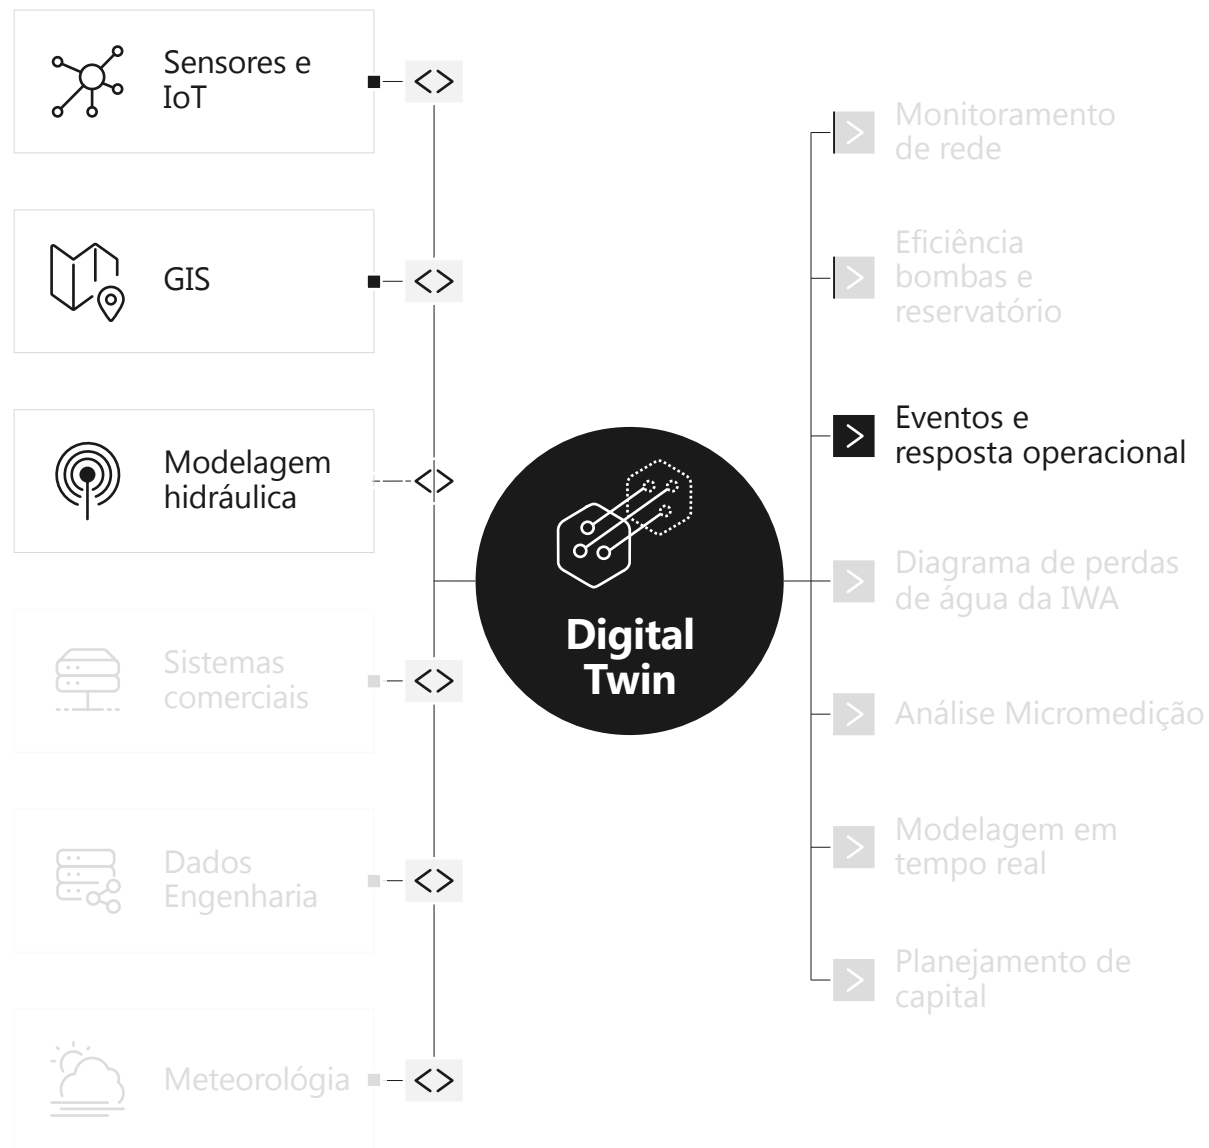 Sensores e
IoT
GIS
Modelagem
hidráulica
Sistemas
comerciais
Dados
Engenharia
Meteorológia
Digital
Twin
Monitoramento
de rede
Eficiência
bombas e
reservatório
Eventos e
resposta operacional
Diagrama de perdas
de água da IWA
Análise Micromedição
Modelagem em
tempo real
Planejamento de
capital